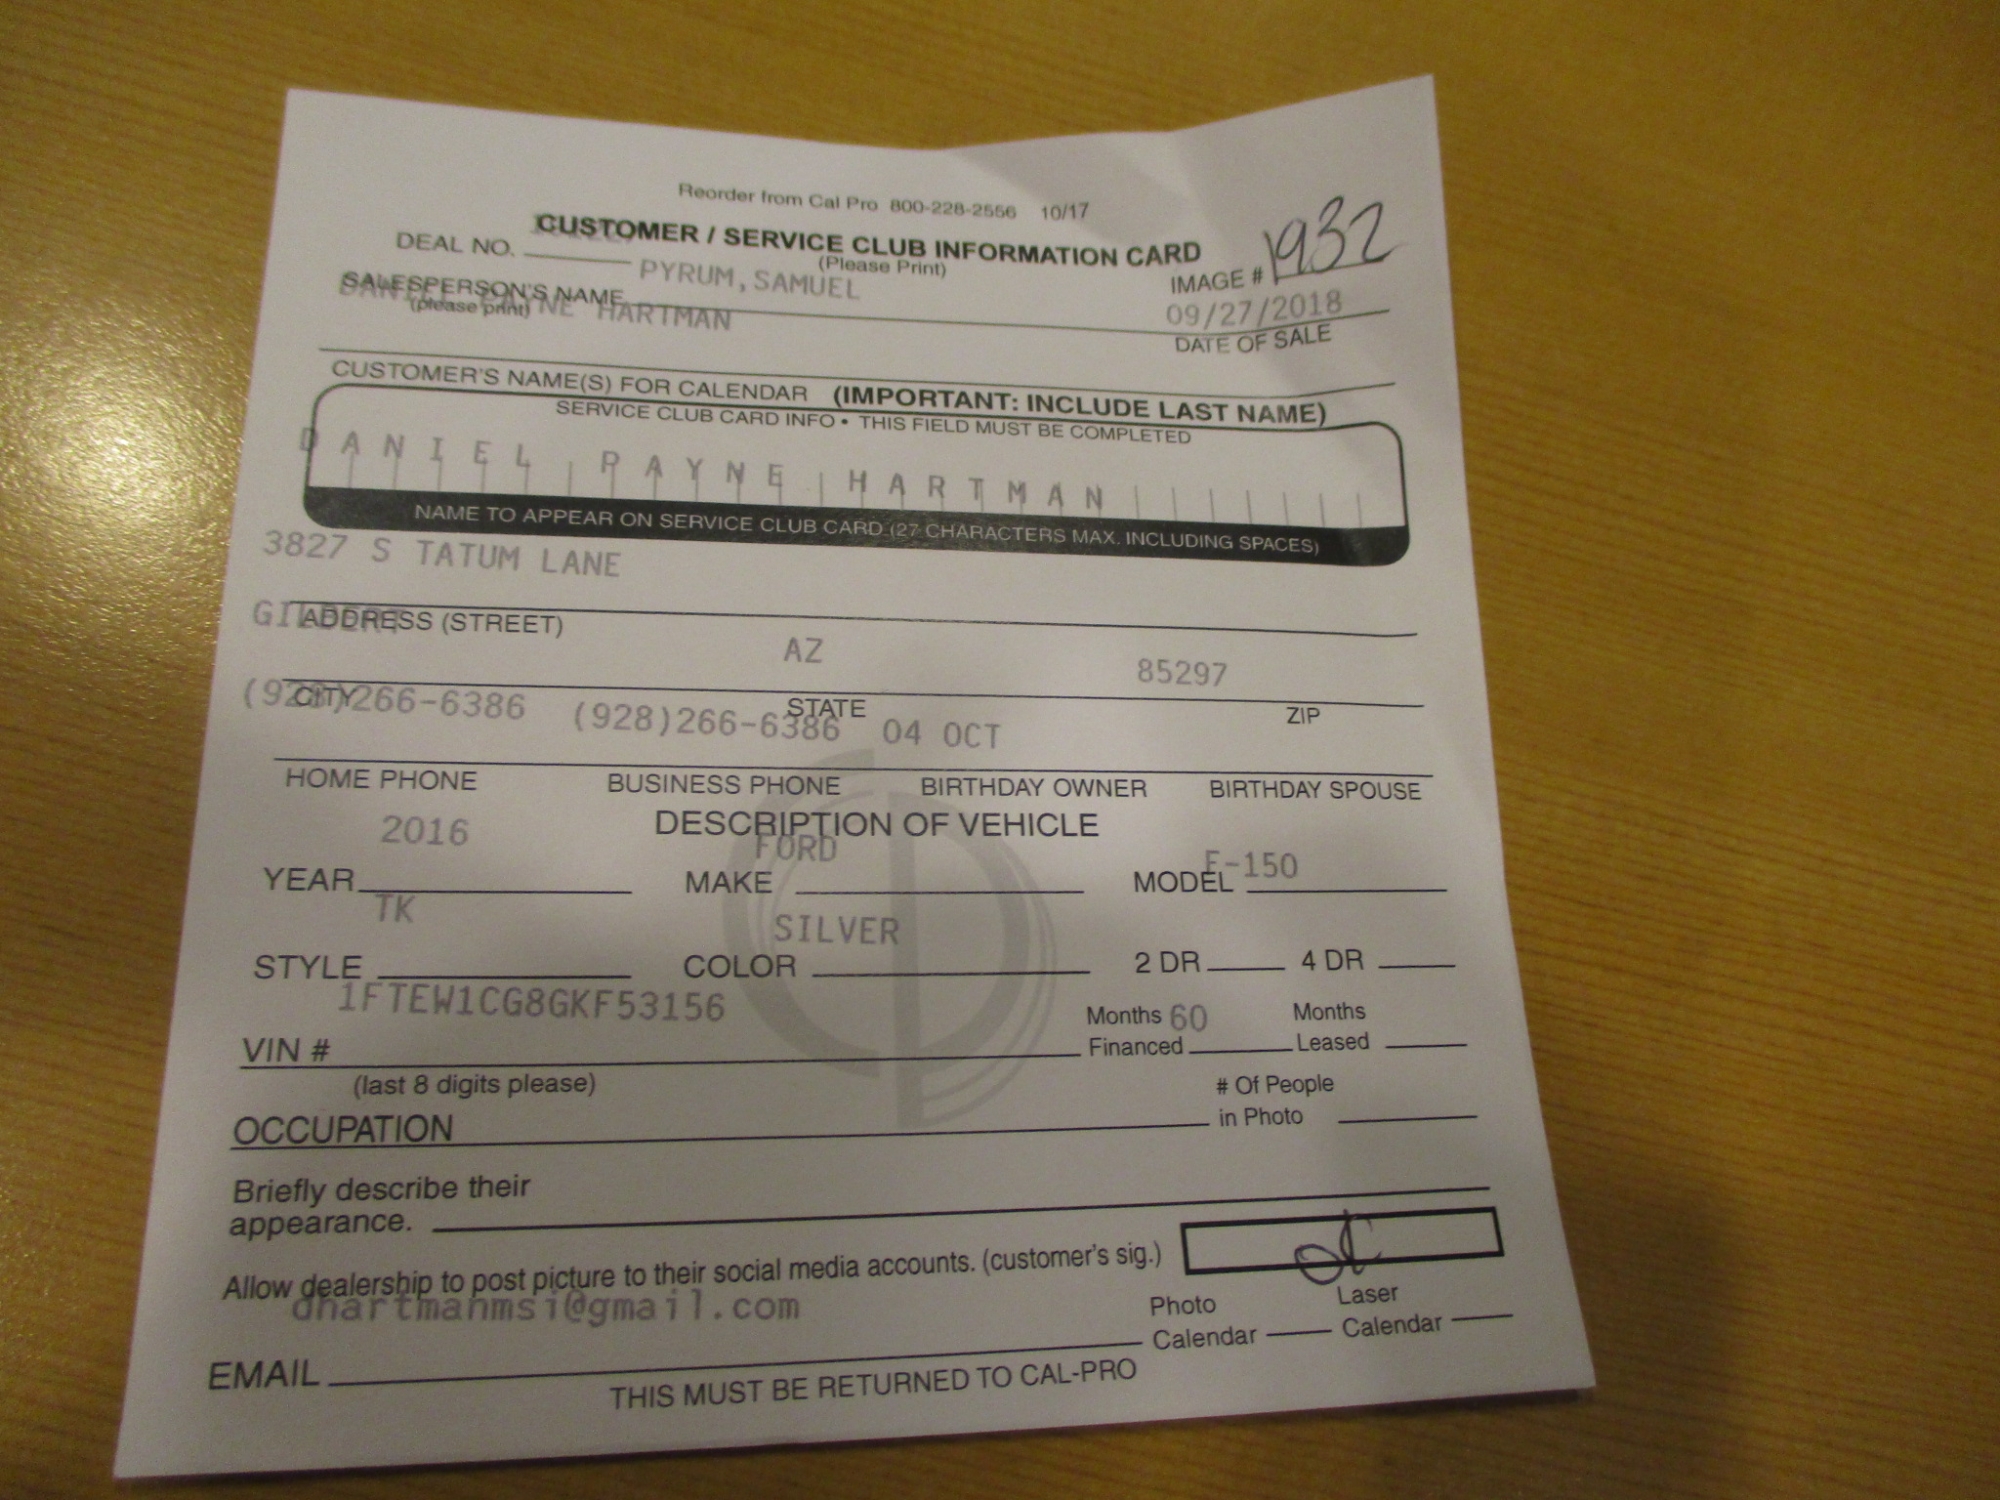 Reorder from Cal Pro 800-228-2556 10/17
CUSTOMER / SERVICE CLUB INFORMATION CARD
(Please Print)
DEAL NO.
IMAGE # 1932
PYRUM, SAMUEL
SALESPERSON'S NAME
(please print)
09/27/2018
DATE OF SALE
DANIEL PAYNE HARTMAN
CUSTOMER'S NAME(S) FOR CALENDAR (IMPORTANT: INCLUDE LAST NAME)
SERVICE CLUB CARD INFO • THIS FIELD MUST BE COMPLETED
DANIEL PAYNE HARTMAN
NAME TO APPEAR ON SERVICE CLUB CARD (27 CHARACTERS MAX. INCLUDING SPACES)
3827 S TATUM LANE
ADDRESS (STREET)
GILBERT AZ 85297
CITY STATE ZIP
(928)266-6386 (928)266-6386 04 OCT
HOME PHONE BUSINESS PHONE BIRTHDAY OWNER BIRTHDAY SPOUSE
DESCRIPTION OF VEHICLE
2016 FORD F-150
YEAR MAKE MODEL
TK SILVER
STYLE COLOR 2 DR 4 DR
1FTEW1CG8GKF53156
VIN #
(last 8 digits please)
Months 60 Months
Financed Leased
# Of People
in Photo
OCCUPATION
Briefly describe their
appearance.
Allow dealership to post picture to their social media accounts. (customer's sig.)
dhartmanmsi@gmail.com
Photo Laser
Calendar Calendar
EMAIL
THIS MUST BE RETURNED TO CAL-PRO